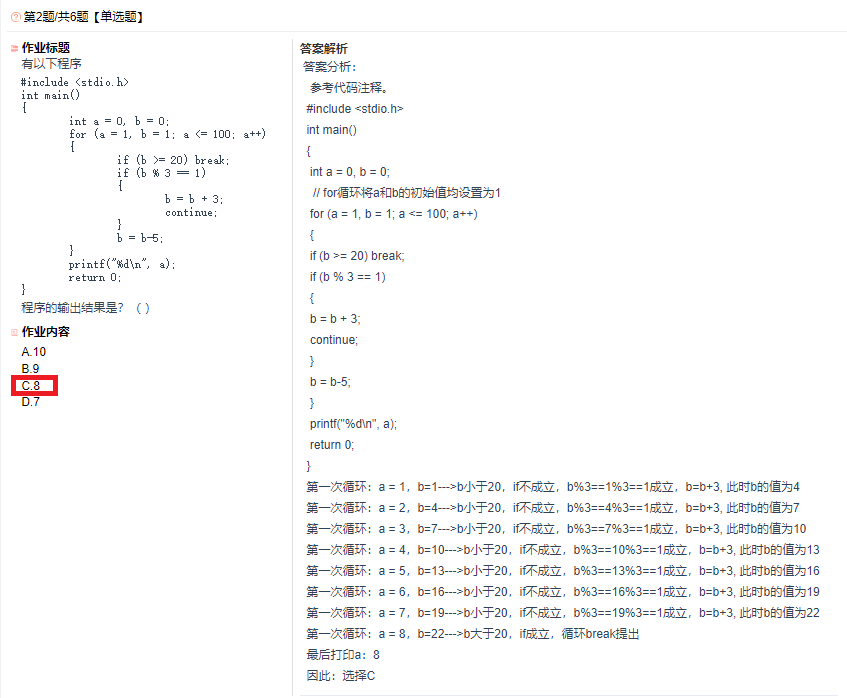 第2题/共6题【单选题】
作业标题
有以下程序
#include <stdio.h>
int main()
{
int a = 0, b = 0;
for (a = 1, b = 1; a <= 100; a++)
{
if (b >= 20) break;
if (b % 3 == 1)
{
b = b + 3;
continue;
}
b = b-5;
}
printf("%d\n", a);
return 0;
}
程序的输出结果是？ （ ）
作业内容
A.10
B.9
C.8
D.7
答案解析
答案分析：
参考代码注释。
#include <stdio.h>
int main()
{
int a = 0, b = 0;
// for循环将a和b的初始值均设置为1
for (a = 1, b = 1; a <= 100; a++)
{
if (b >= 20) break;
if (b % 3 == 1)
{
b = b + 3;
continue;
}
b = b-5;
}
printf("%d\n", a);
return 0;
}
第一次循环：a = 1，b=1--->b小于20，if不成立，b%3==1%3==1成立，b=b+3, 此时b的值为4
第一次循环：a = 2，b=4--->b小于20，if不成立，b%3==4%3==1成立，b=b+3, 此时b的值为7
第一次循环：a = 3，b=7--->b小于20，if不成立，b%3==7%3==1成立，b=b+3, 此时b的值为10
第一次循环：a = 4，b=10--->b小于20，if不成立，b%3==10%3==1成立，b=b+3, 此时b的值为13
第一次循环：a = 5，b=13--->b小于20，if不成立，b%3==13%3==1成立，b=b+3, 此时b的值为16
第一次循环：a = 6，b=16--->b小于20，if不成立，b%3==16%3==1成立，b=b+3, 此时b的值为19
第一次循环：a = 7，b=19--->b小于20，if不成立，b%3==19%3==1成立，b=b+3, 此时b的值为22
第一次循环：a = 8，b=22--->b大于20，if成立，循环break提出
最后打印a：8
因此：选择C